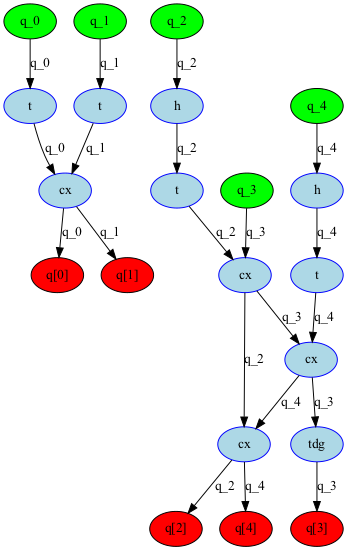 q_0 q_1 q_2
q_0 q_1 q_2
t t h q_4
q_0 q_1 q_2 q_4
cx t q_3 h
q_0 q_1 q_2 q_3 q_4
q[0] q[1] cx t
q_3 q_4
q_2 cx
q_4 q_3
cx tdg
q_2 q_4 q_3
q[2] q[4] q[3]